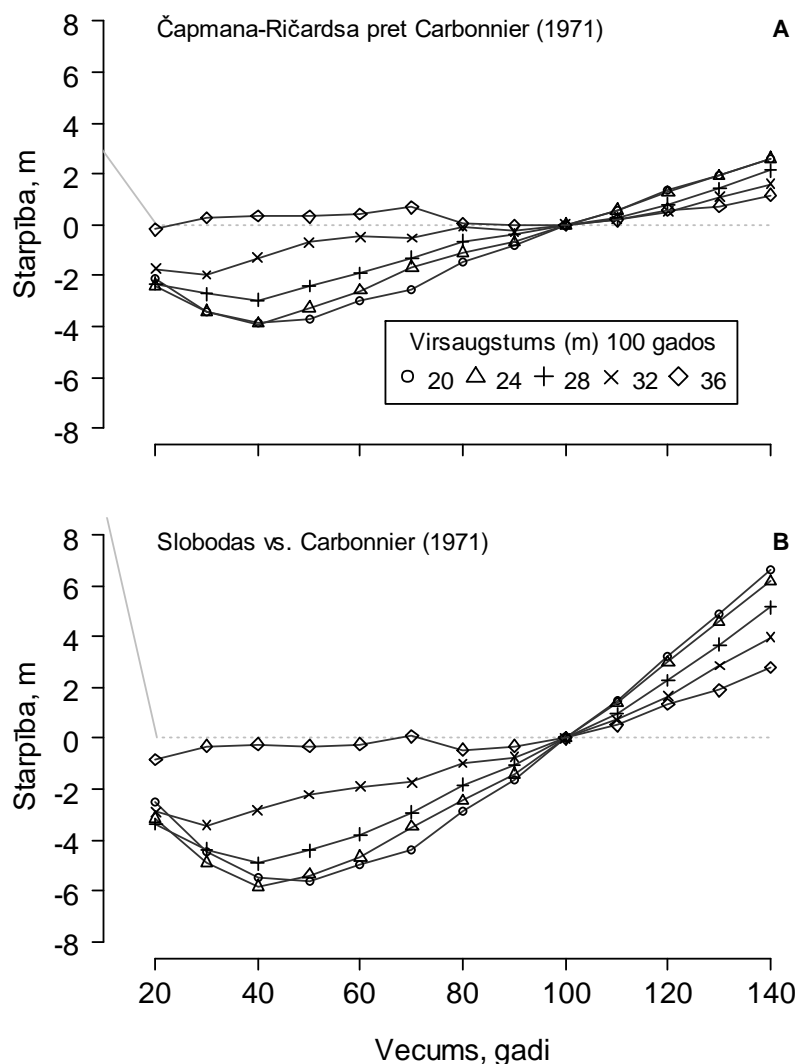 Čapmana-Ričardsa pret Carbonnier (1971)
A
8
6
4
2
0
-2
-4
-6
-8
Starpība, m
Virsaugstums (m) 100 gados
20 24 28 32 36
Slobodas vs. Carbonnier (1971)
B
8
6
4
2
0
-2
-4
-6
-8
Starpība, m
20 40 60 80 100 120 140
Vecums, gadi